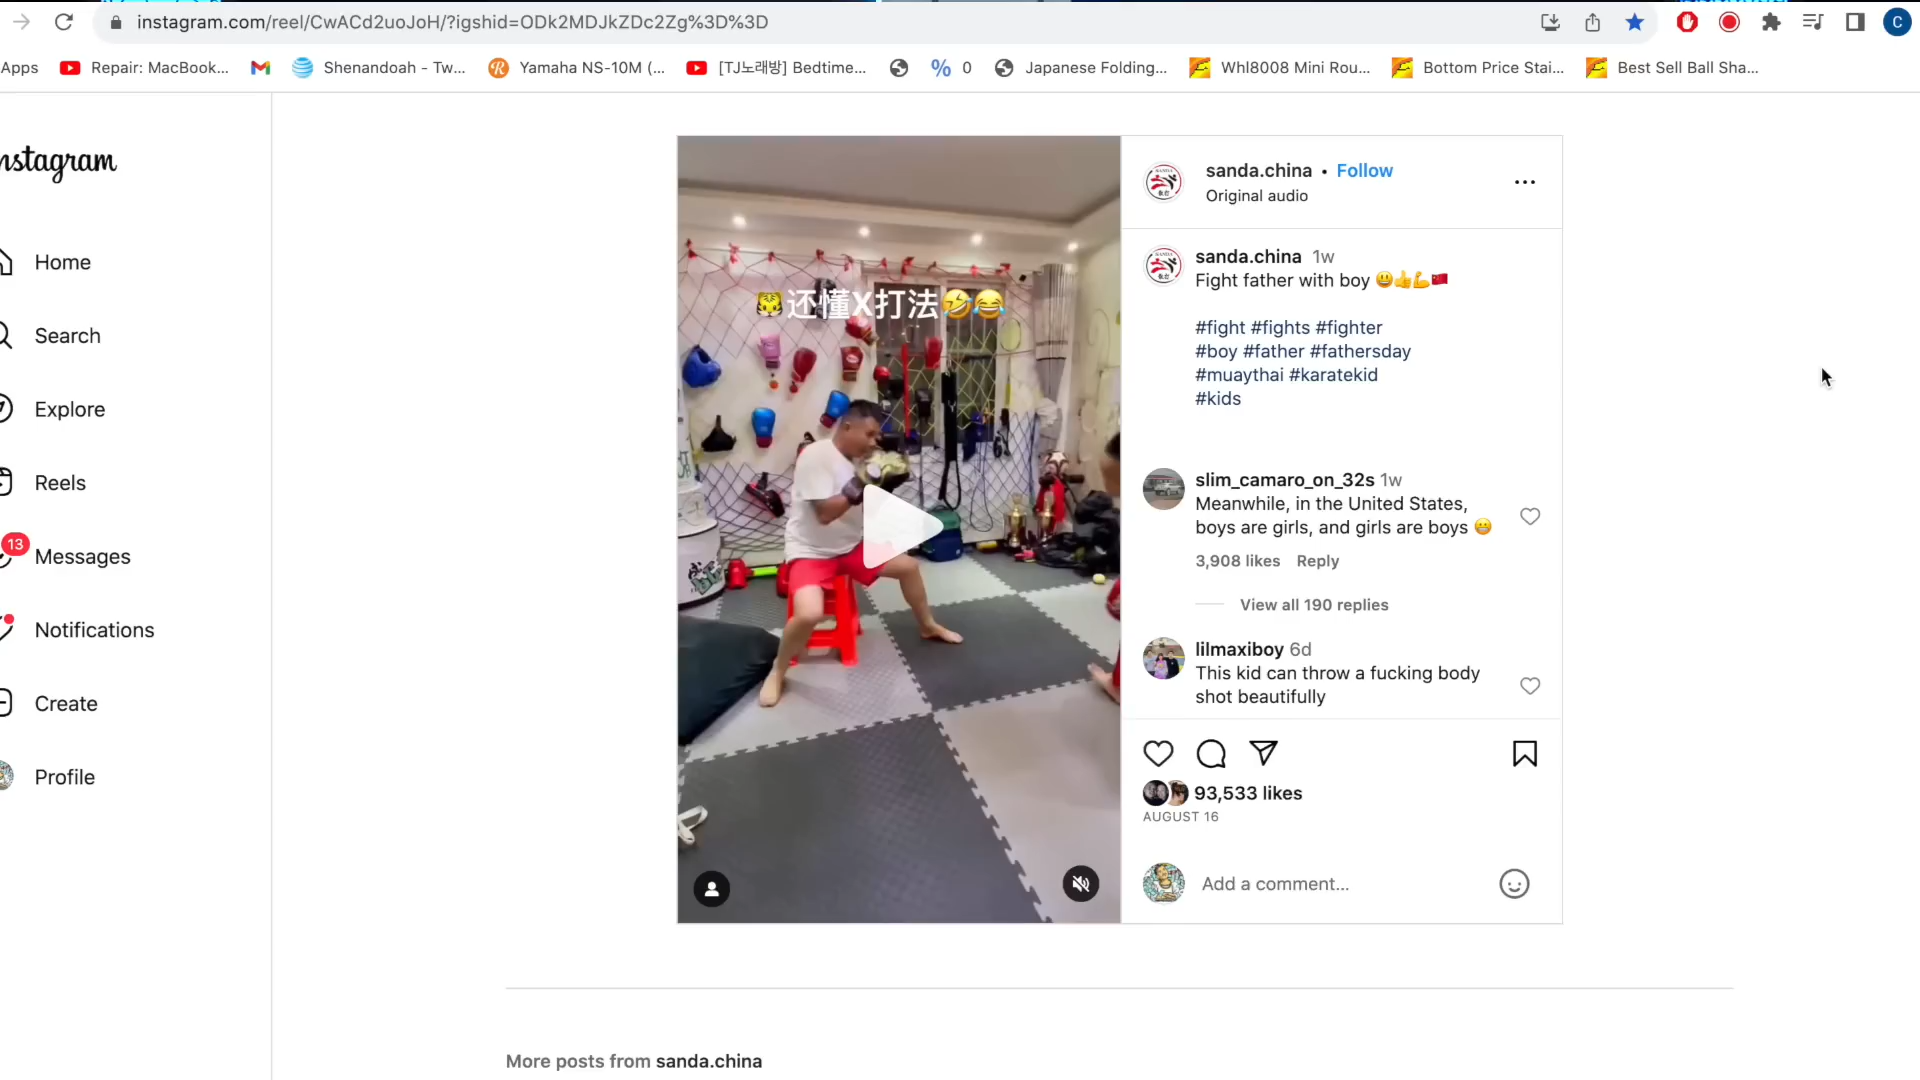 instagram.com/reel/CwACd2uoJoH/?igshid=ODk2MDJkZDc2Zg%3D%3D
C
Apps
Repair: MacBook...
Shenandoah - Tw...
Yamaha NS-10M (...
[TJ노래방] Bedtime...
% 0
Japanese Folding...
Whl8008 Mini Rou...
Bottom Price Stai...
Best Sell Ball Sha...
nstagram
Home
Search
Explore
Reels
13
Messages
Notifications
Create
Profile
🐯还懂X打法🤣😂
sanda.china • Follow
Original audio
sanda.china 1w
Fight father with boy 😃👍💪🇨🇳
#fight #fights #fighter
#boy #father #fathersday
#muaythai #karatekid
#kids
slim_camaro_on_32s 1w
Meanwhile, in the United States,
boys are girls, and girls are boys 😁
3,908 likes Reply
View all 190 replies
lilmaxiboy 6d
This kid can throw a fucking body
shot beautifully
93,533 likes
AUGUST 16
Add a comment...
More posts from sanda.china